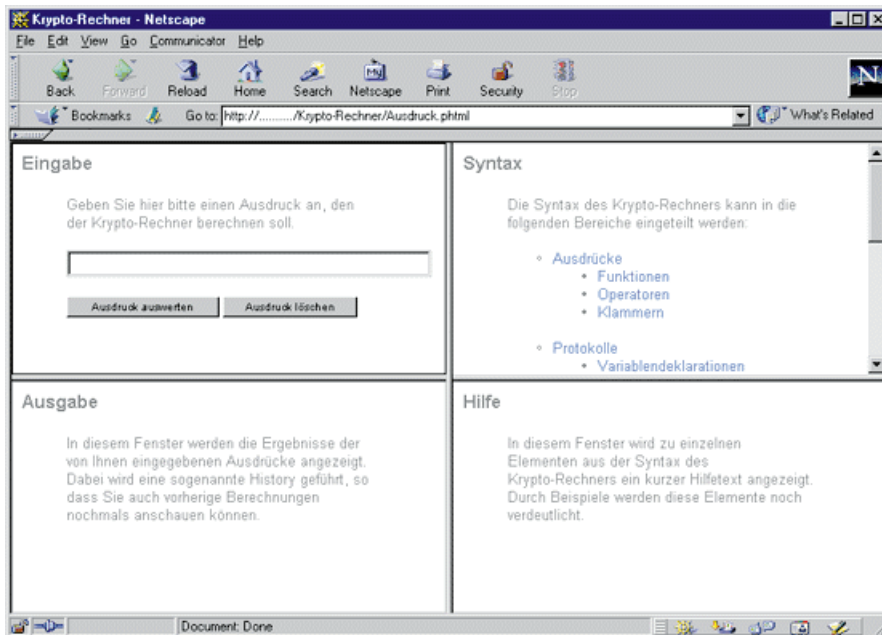 Krypto-Rechner - Netscape
File Edit View Go Communicator Help
Back Forward Reload Home Search Netscape Print Security Stop
My
N
Bookmarks Go to: http://........../Krypto-Rechner/Ausdruck.phtml What's Related
Eingabe
Geben Sie hier bitte einen Ausdruck an, den
der Krypto-Rechner berechnen soll.
Ausdruck auswerten Ausdruck löschen
Syntax
Die Syntax des Krypto-Rechners kann in die
folgenden Bereiche eingeteilt werden:
Ausdrücke
Funktionen
Operatoren
Klammern
Protokolle
Variablendeklarationen
Ausgabe
In diesem Fenster werden die Ergebnisse der
von Ihnen eingegebenen Ausdrücke angezeigt.
Dabei wird eine sogenannte History geführt, so
dass Sie auch vorherige Berechnungen
nochmals anschauen können.
Hilfe
In diesem Fenster wird zu einzelnen
Elementen aus der Syntax des
Krypto-Rechners ein kurzer Hilfetext angezeigt.
Durch Beispiele werden diese Elemente noch
verdeutlicht.
Document: Done